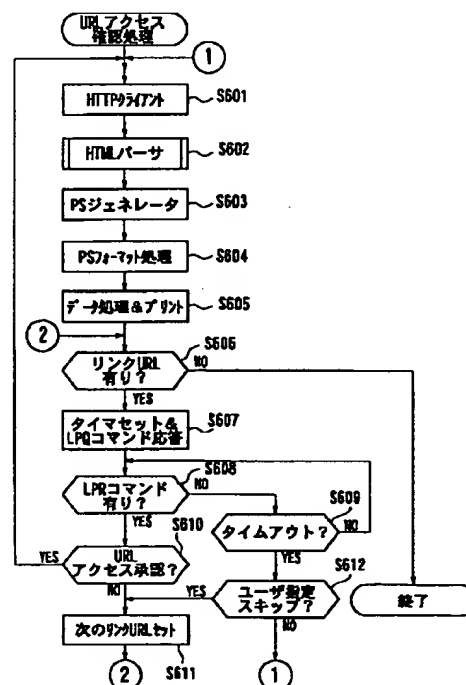 URLアクセス
確認処理
1
HTTPクライアント
S601
HTMLパーサ
S602
PSジェネレータ
S603
PSフォーマット処理
S604
データ処理&プリント
S605
2
S606
リンクURL
有り?
NO
YES
タイマセット&
LPQコマンド応答
S607
S608
LPRコマンド
有り?
NO
S609
YES
タイムアウト?
NO
S610
YES
URL
アクセス承認?
YES
S612
YES
ユーザ指定
スキップ?
終了
NO
NO
次のリンクURLセット
S611
2
1